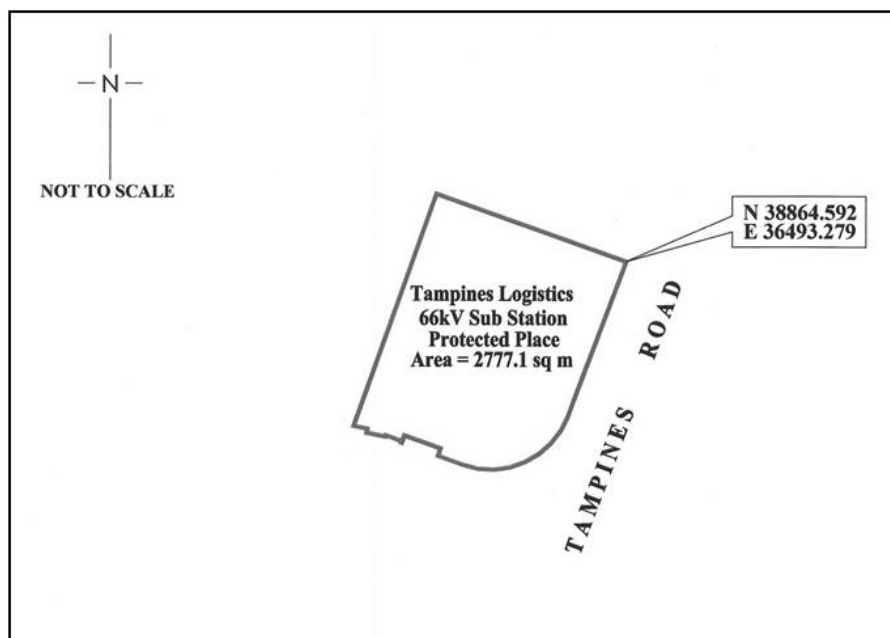 N
NOT TO SCALE
N 38864.592
E 36493.279
Tampines Logistics
66kV Sub Station
Protected Place
Area = 2777.1 sq m
TAMPINES ROAD